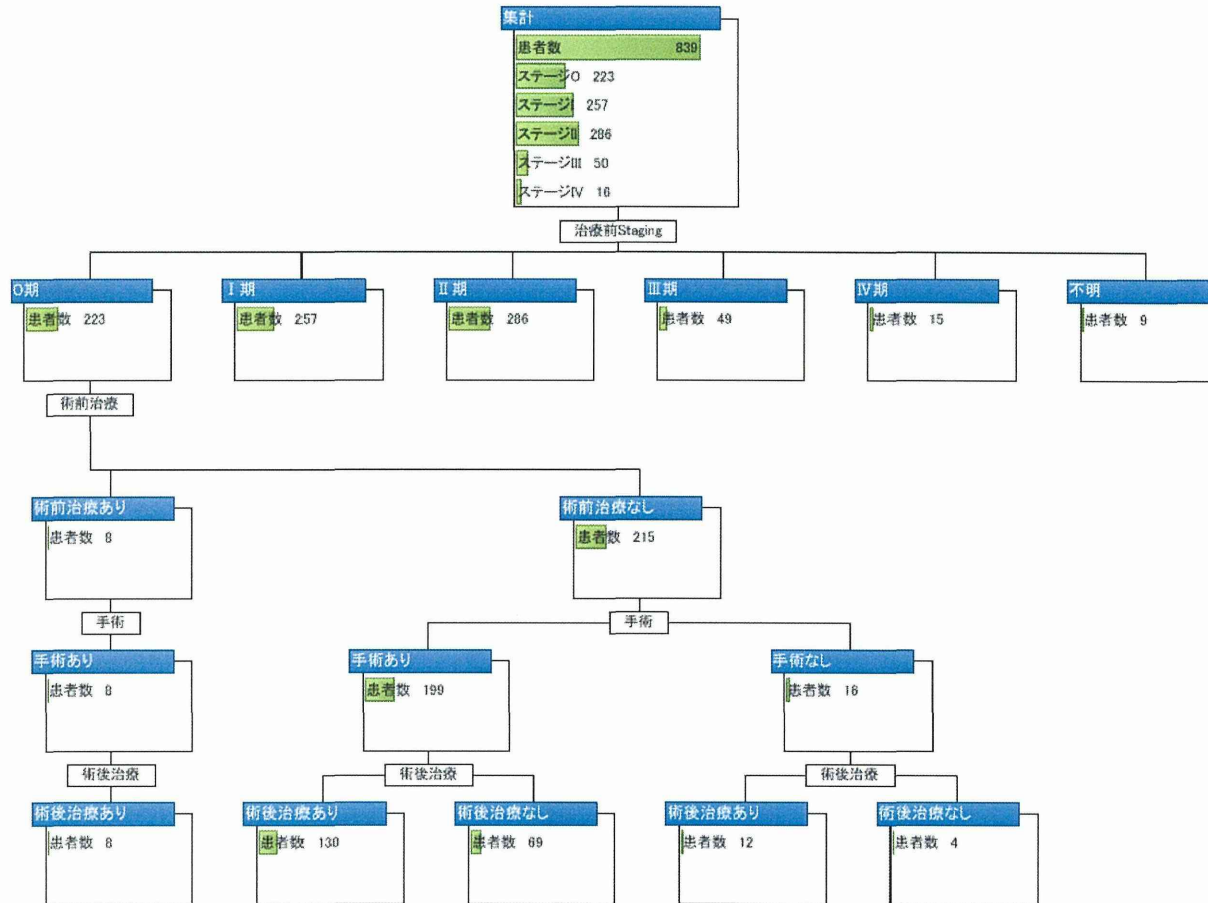 集計
患者数 839
ステージ0 223
ステージI 257
ステージII 286
ステージIII 50
ステージIV 16
治療前Staging
0期
I期
II期
III期
IV期
不明
患者数 223
患者数 257
患者数 286
患者数 49
患者数 15
患者数 9
術前治療
術前治療あり
術前治療なし
患者数 8
患者数 215
手術
手術
手術あり
手術あり
手術なし
患者数 8
患者数 199
患者数 16
術後治療
術後治療
術後治療
術後治療あり
術後治療あり
術後治療なし
術後治療あり
術後治療なし
患者数 8
患者数 130
患者数 69
患者数 12
患者数 4